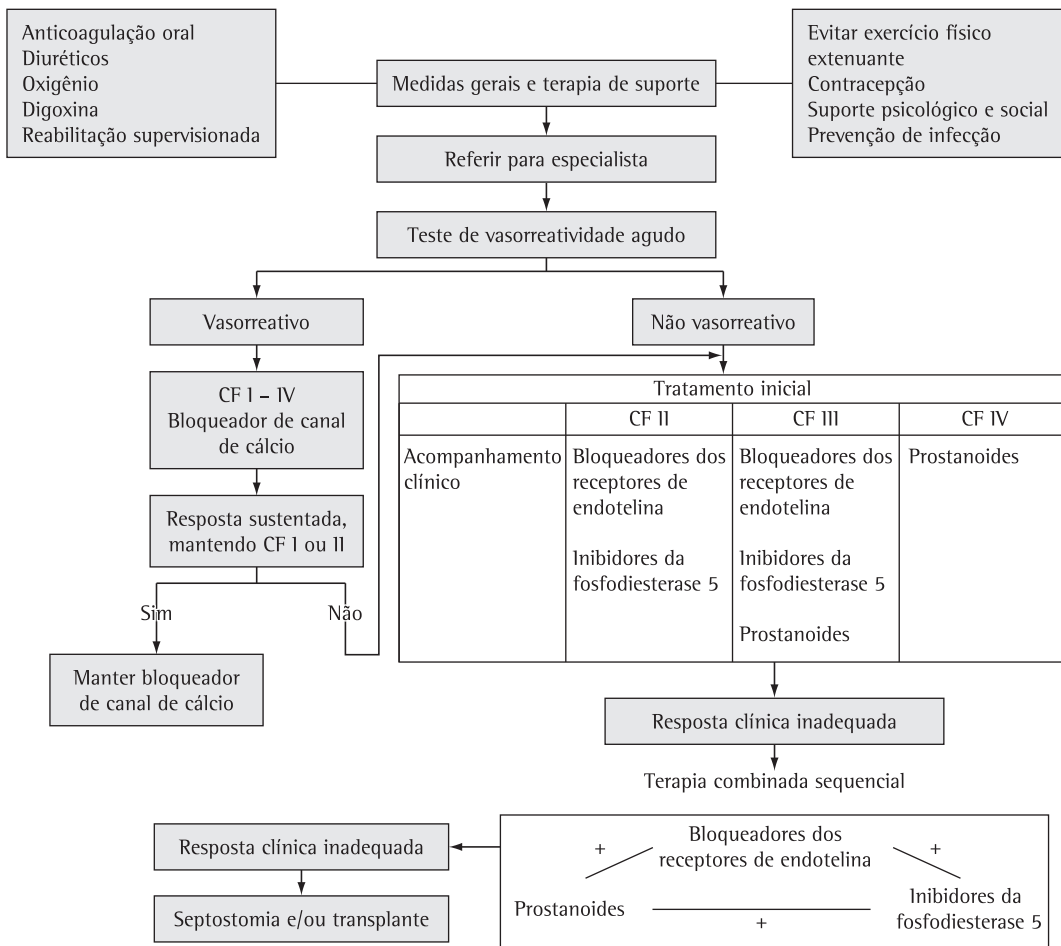 Anticoagulação oral
Diuréticos
Oxigênio
Digoxina
Reabilitação supervisionada
Medidas gerais e terapia de suporte
Evitar exercício físico
extenuante
Contracepção
Suporte psicológico e social
Prevenção de infecção
Referir para especialista
Teste de vasorreatividade agudo
Vasorreativo
Não vasorreativo
CF I – IV
Bloqueador de canal
de cálcio
Resposta sustentada,
mantendo CF I ou II
Sim
Não
Manter bloqueador
de canal de cálcio
Tratamento inicial
CF II
CF III
CF IV
Acompanhamento
clínico
Bloqueadores dos
receptores de
endotelina
Inibidores da
fosfodiesterase 5
Bloqueadores dos
receptores de
endotelina
Inibidores da
fosfodiesterase 5
Prostanoides
Prostanoides
Resposta clínica inadequada
Terapia combinada sequencial
Bloqueadores dos
receptores de endotelina
+
+
Prostanoides
+
Inibidores da
fosfodiesterase 5
Resposta clínica inadequada
Septostomia e/ou transplante